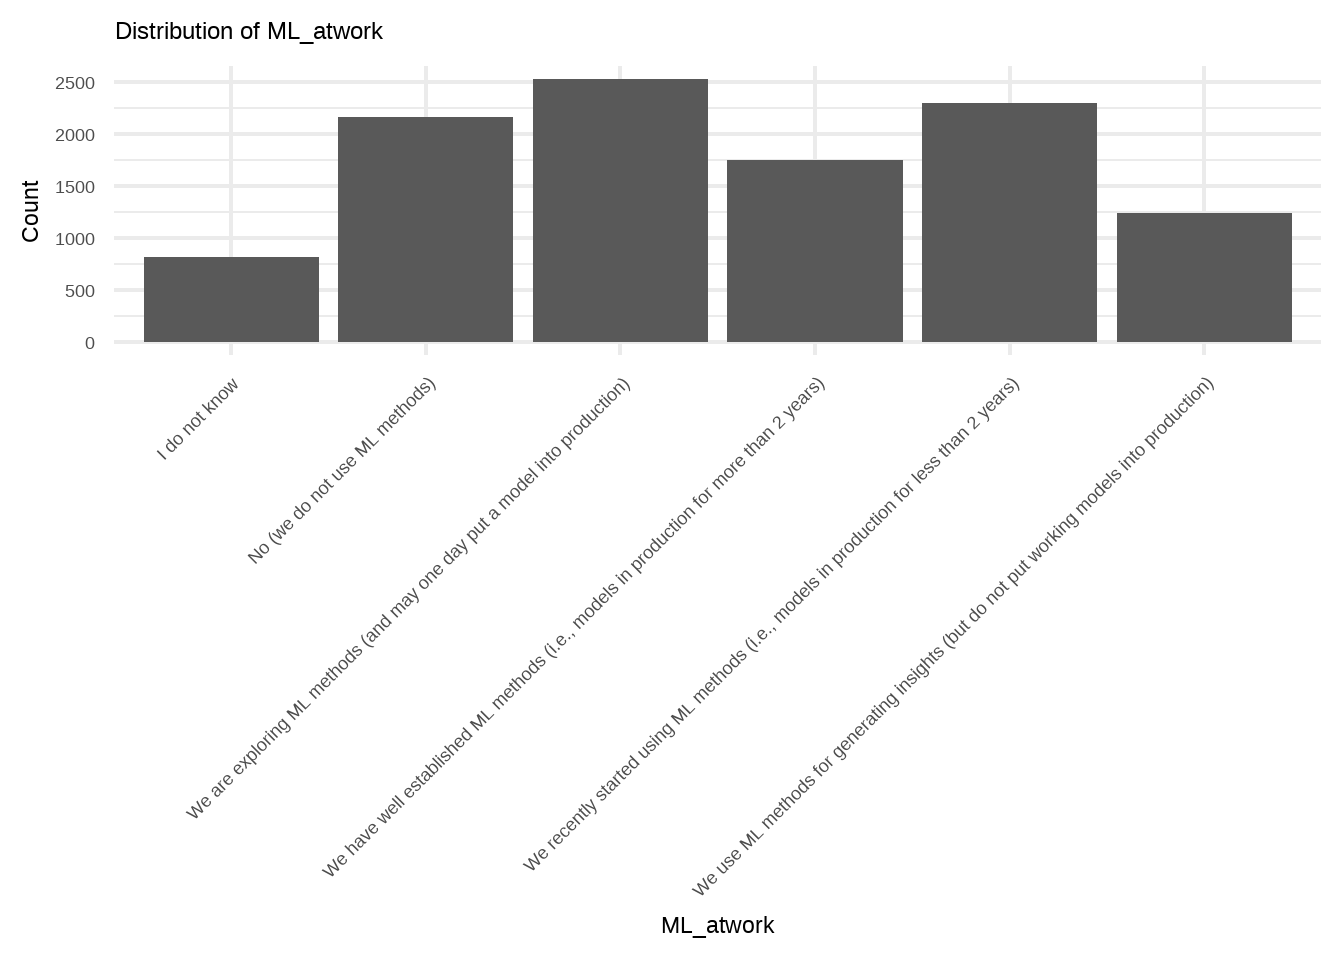 Distribution of ML_atwork
Count
2500
2000
1500
1000
500
0
I do not know
No (we do not use ML methods)
We are exploring ML methods (and may one day put a model into production)
We have well established ML methods (i.e., models in production for more than 2 years)
We recently started using ML methods (i.e., models in production for less than 2 years)
We use ML methods for generating insights (but do not put working models into production)
ML_atwork